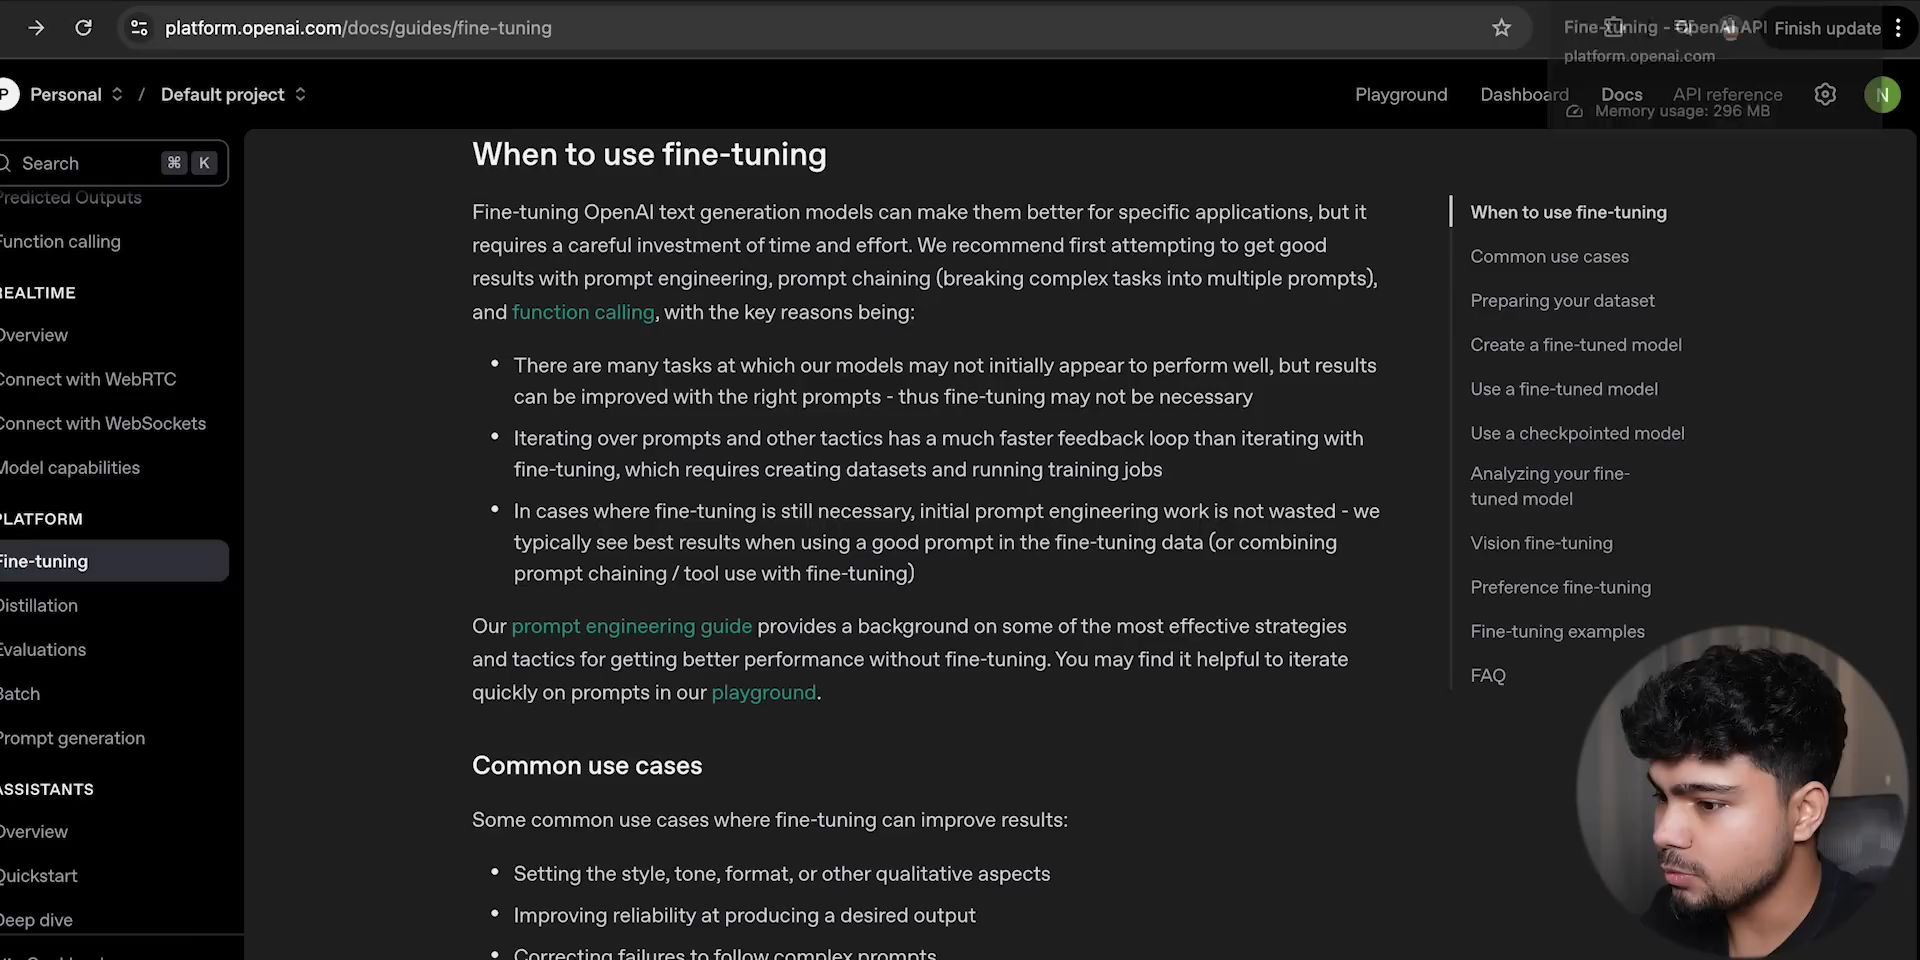 platform.openai.com/docs/guides/fine-tuning
Fine-tuning - OpenAI API
Finish update
platform.openai.com
P
Personal / Default project
Playground
Dashboard
Docs
API reference
N
Memory usage: 296 MB
Search ⌘ K
Predicted Outputs
Function calling
REALTIME
Overview
Connect with WebRTC
Connect with WebSockets
Model capabilities
PLATFORM
Fine-tuning
Distillation
Evaluations
Batch
Prompt generation
ASSISTANTS
Overview
Quickstart
Deep dive
When to use fine-tuning
Fine-tuning OpenAI text generation models can make them better for specific applications, but it
requires a careful investment of time and effort. We recommend first attempting to get good
results with prompt engineering, prompt chaining (breaking complex tasks into multiple prompts),
and function calling, with the key reasons being:
• There are many tasks at which our models may not initially appear to perform well, but results
can be improved with the right prompts - thus fine-tuning may not be necessary
• Iterating over prompts and other tactics has a much faster feedback loop than iterating with
fine-tuning, which requires creating datasets and running training jobs
• In cases where fine-tuning is still necessary, initial prompt engineering work is not wasted - we
typically see best results when using a good prompt in the fine-tuning data (or combining
prompt chaining / tool use with fine-tuning)
Our prompt engineering guide provides a background on some of the most effective strategies
and tactics for getting better performance without fine-tuning. You may find it helpful to iterate
quickly on prompts in our playground.
Common use cases
Some common use cases where fine-tuning can improve results:
• Setting the style, tone, format, or other qualitative aspects
• Improving reliability at producing a desired output
• Correcting failures to follow complex prompts
When to use fine-tuning
Common use cases
Preparing your dataset
Create a fine-tuned model
Use a fine-tuned model
Use a checkpointed model
Analyzing your fine-
tuned model
Vision fine-tuning
Preference fine-tuning
Fine-tuning examples
FAQ